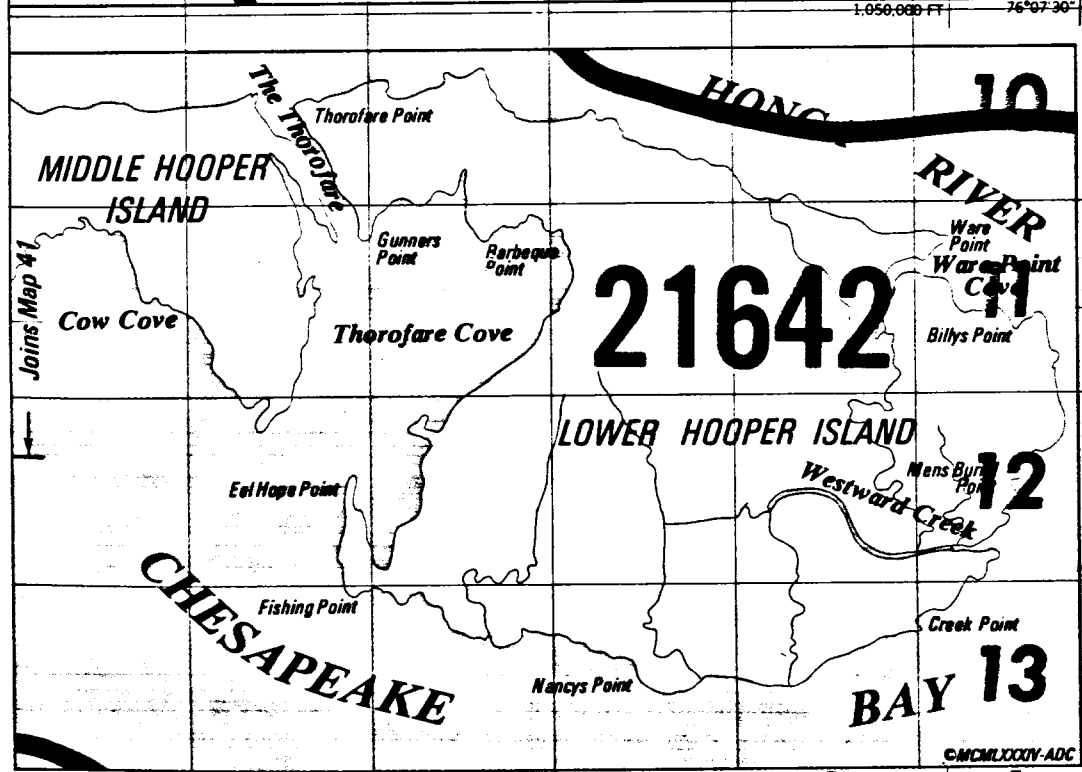 1,050,000 FT
76°07'30"
The Thorofare
Thorofare Point
HONGA
10
MIDDLE HOOPER
ISLAND
RIVER
Joins Map 41
Gunners
Point
Barbeque
Point
Ware
Point
Ware Point
Cove
11
21642
Cow Cove
Thorofare Cove
Billys Point
LOWER HOOPER ISLAND
Eel Hope Point
Westward Creek
Mens
Point
12
CHESAPEAKE
Fishing Point
Creek Point
Nancys Point
BAY
13
©MCMLXXXIV-ADC